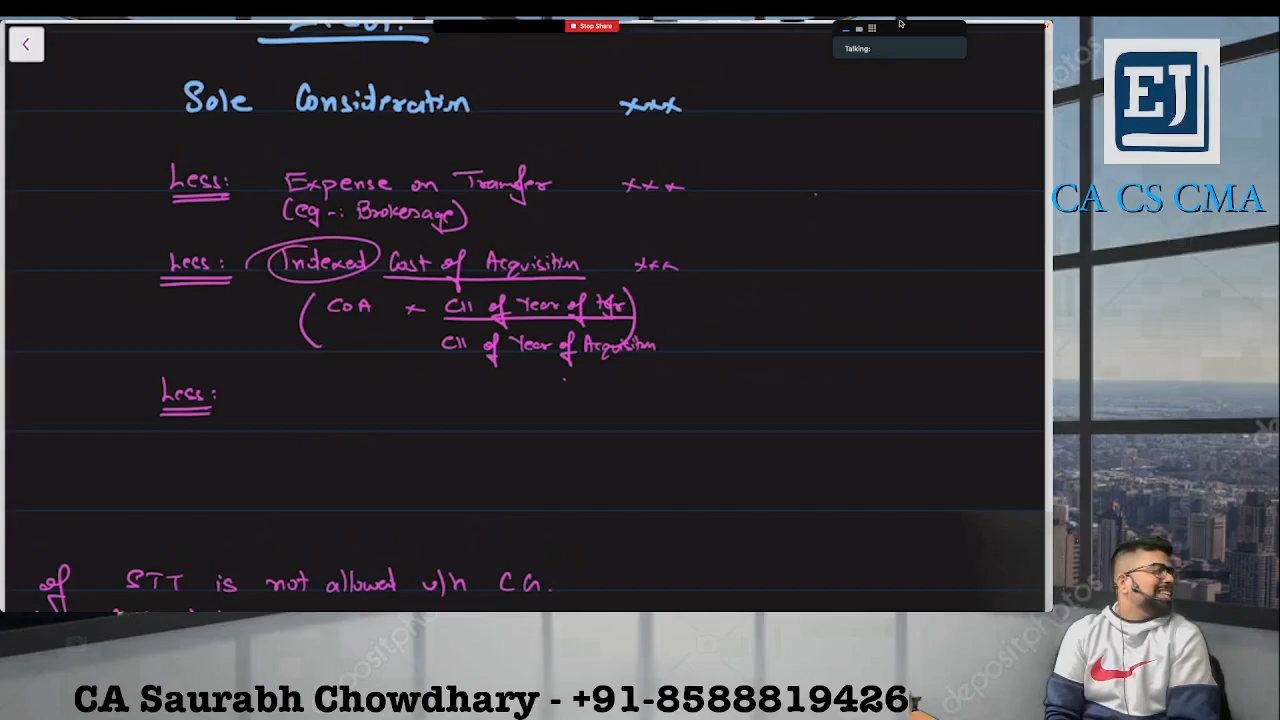 Stop Share
Talking:
Sole Consideration xxx
Less: Expense on Transfer xxx
(eg-: Brokerage)
Less: Indexed Cost of Acquisition xxx
(COA x CII of Year of tfr)
CII of Year of Acquisition
Less:
of STT is not allowed u/h CG.
EJ
CA CS CMA
depositphotos
CA Saurabh Chowdhary - +91-8588819426